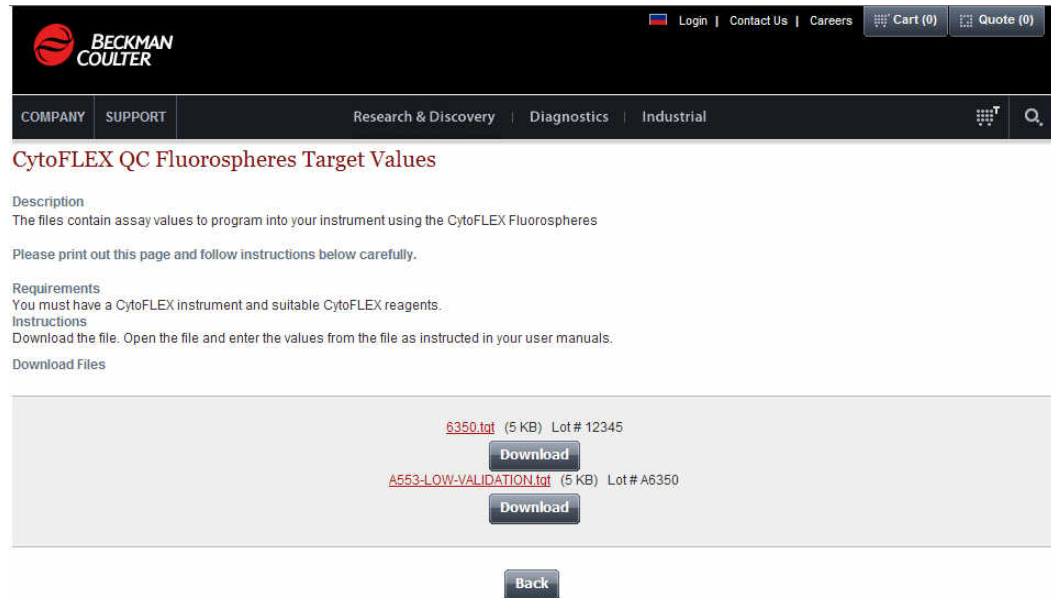 Login | Contact Us | Careers Cart (0) Quote (0)
BECKMAN
COULTER
COMPANY SUPPORT Research & Discovery | Diagnostics | Industrial T
CytoFLEX QC Fluorospheres Target Values
Description
The files contain assay values to program into your instrument using the CytoFLEX Fluorospheres
Please print out this page and follow instructions below carefully.
Requirements
You must have a CytoFLEX instrument and suitable CytoFLEX reagents.
Instructions
Download the file. Open the file and enter the values from the file as instructed in your user manuals.
Download Files
6350.tgt (5 KB) Lot # 12345
Download
A553-LOW-VALIDATION.tgt (5 KB) Lot # A6350
Download
Back